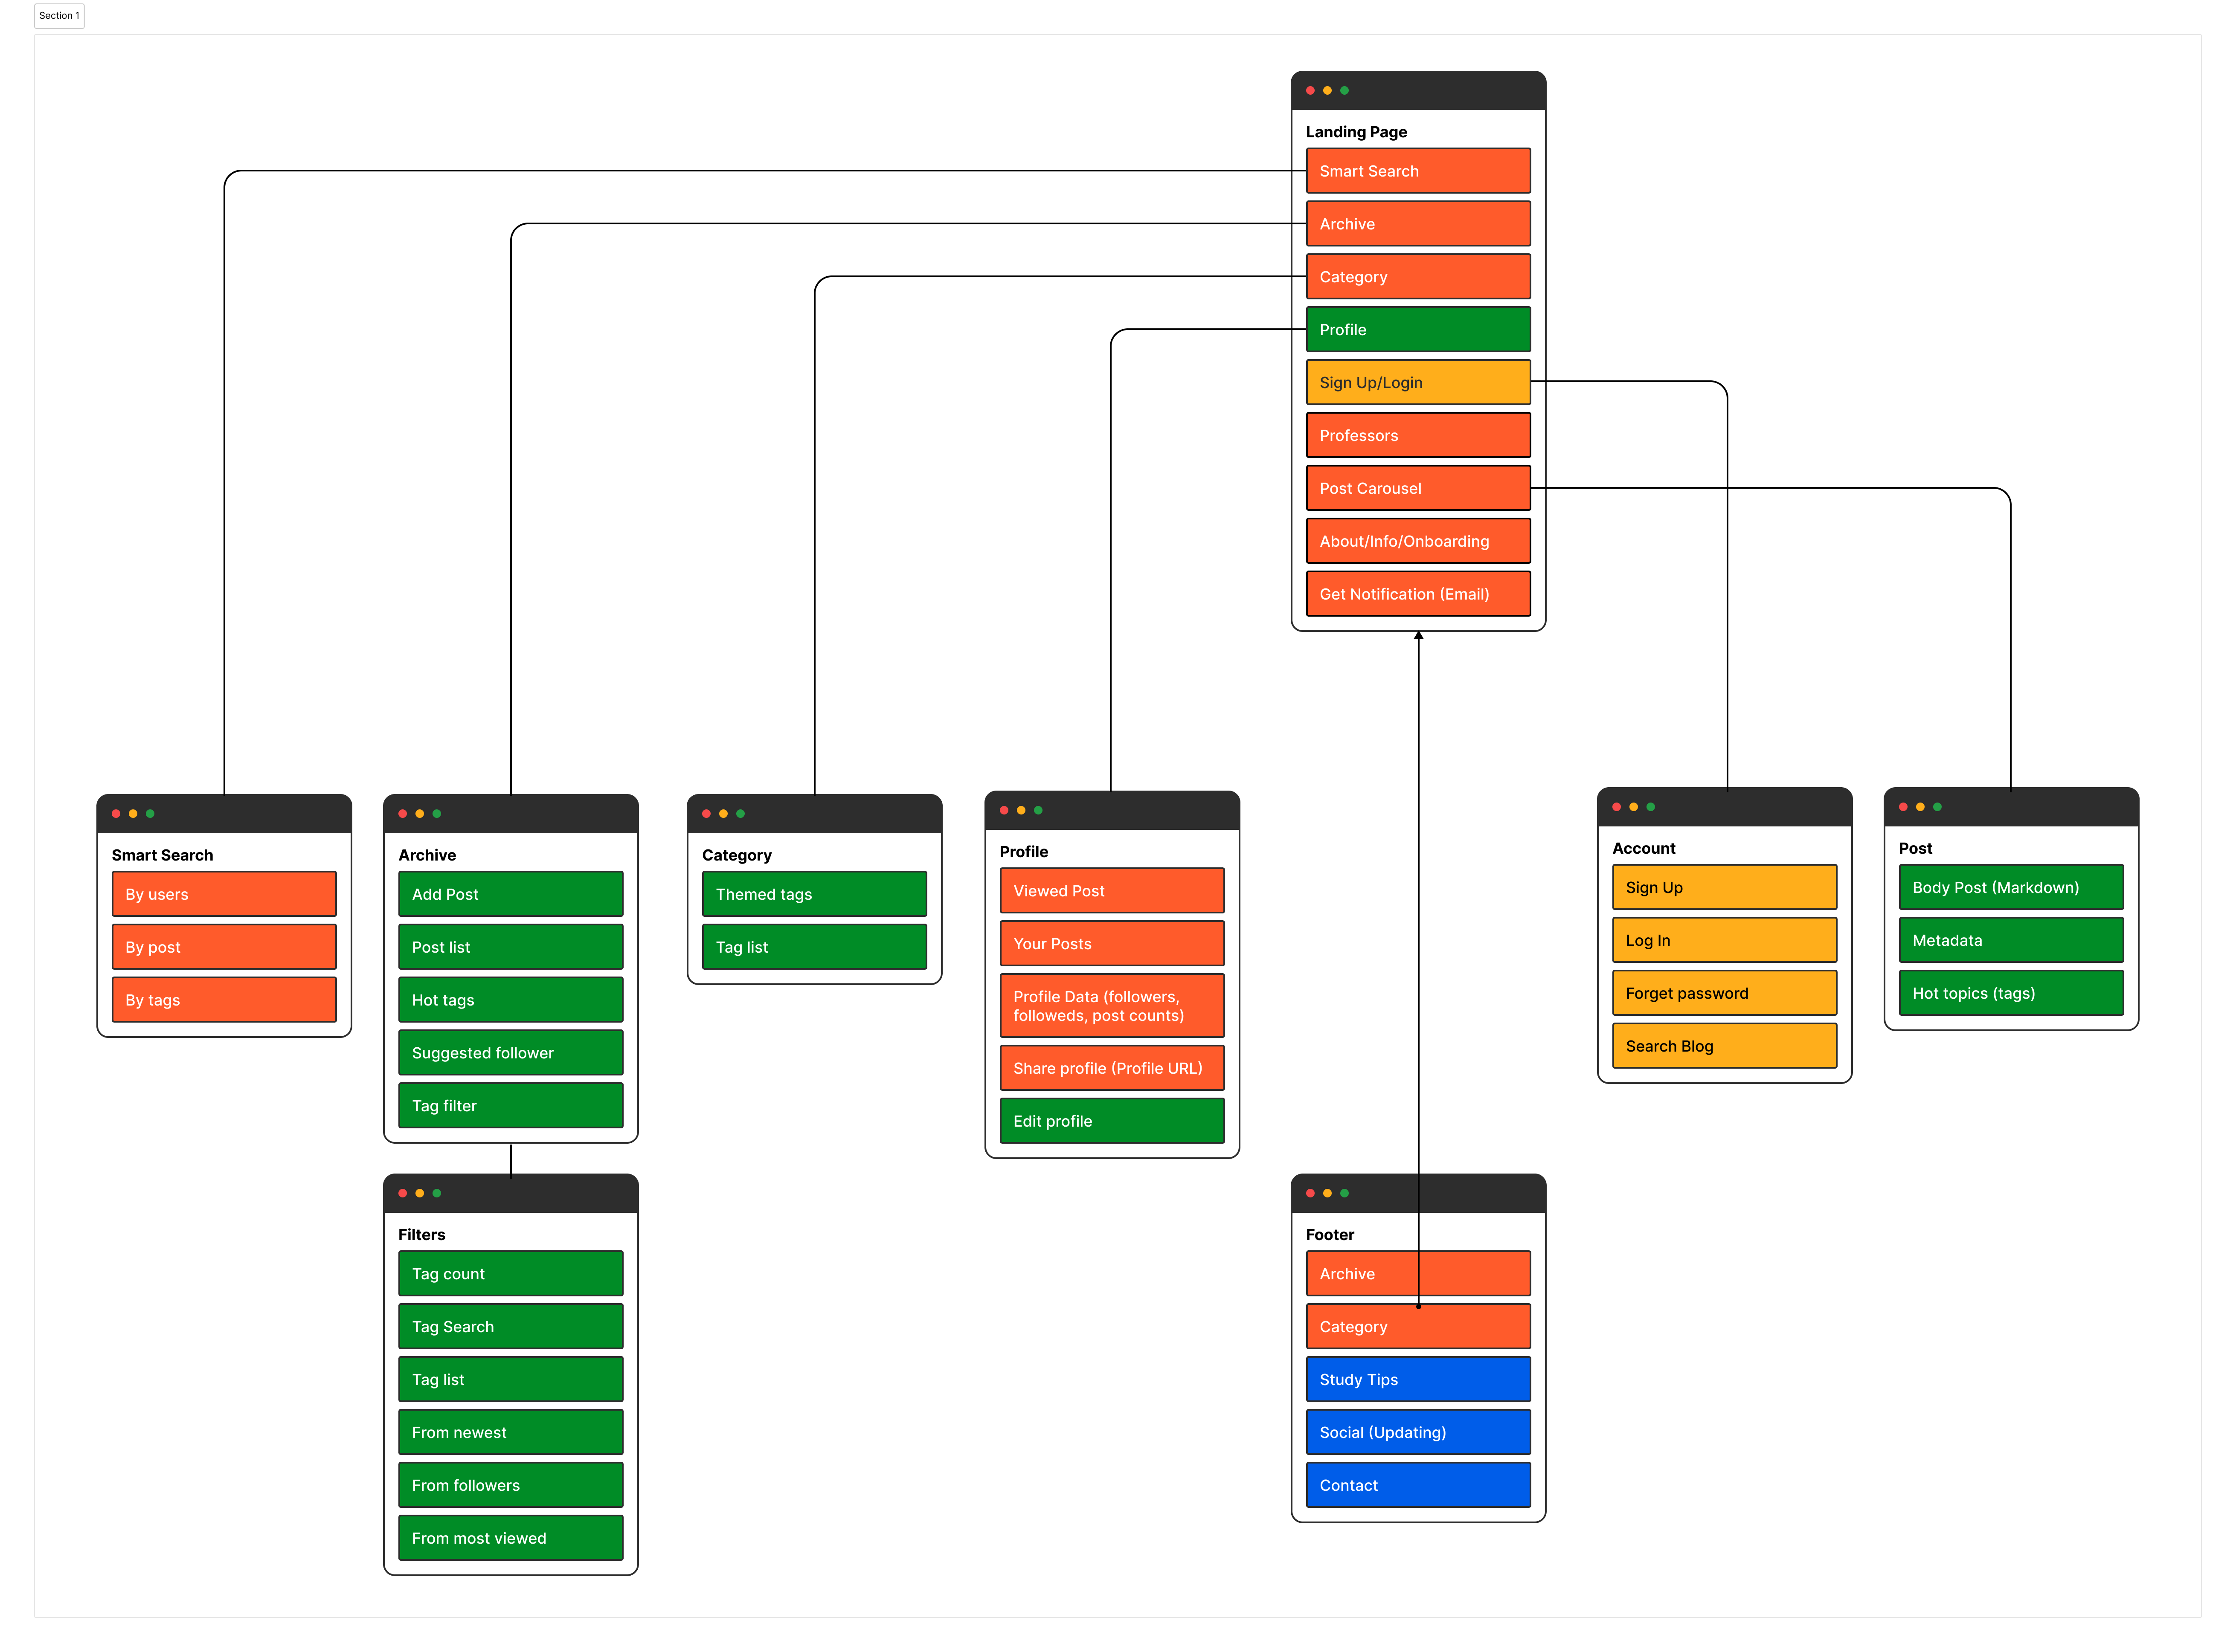 Section 1
Landing Page
Smart Search
Archive
Category
Profile
Sign Up/Login
Professors
Post Carousel
About/Info/Onboarding
Get Notification (Email)
Smart Search
By users
By post
By tags
Archive
Add Post
Post list
Hot tags
Suggested follower
Tag filter
Category
Themed tags
Tag list
Profile
Viewed Post
Your Posts
Profile Data (followers,
followeds, post counts)
Share profile (Profile URL)
Edit profile
Account
Sign Up
Log In
Forget password
Search Blog
Post
Body Post (Markdown)
Metadata
Hot topics (tags)
Filters
Tag count
Tag Search
Tag list
From newest
From followers
From most viewed
Footer
Archive
Category
Study Tips
Social (Updating)
Contact